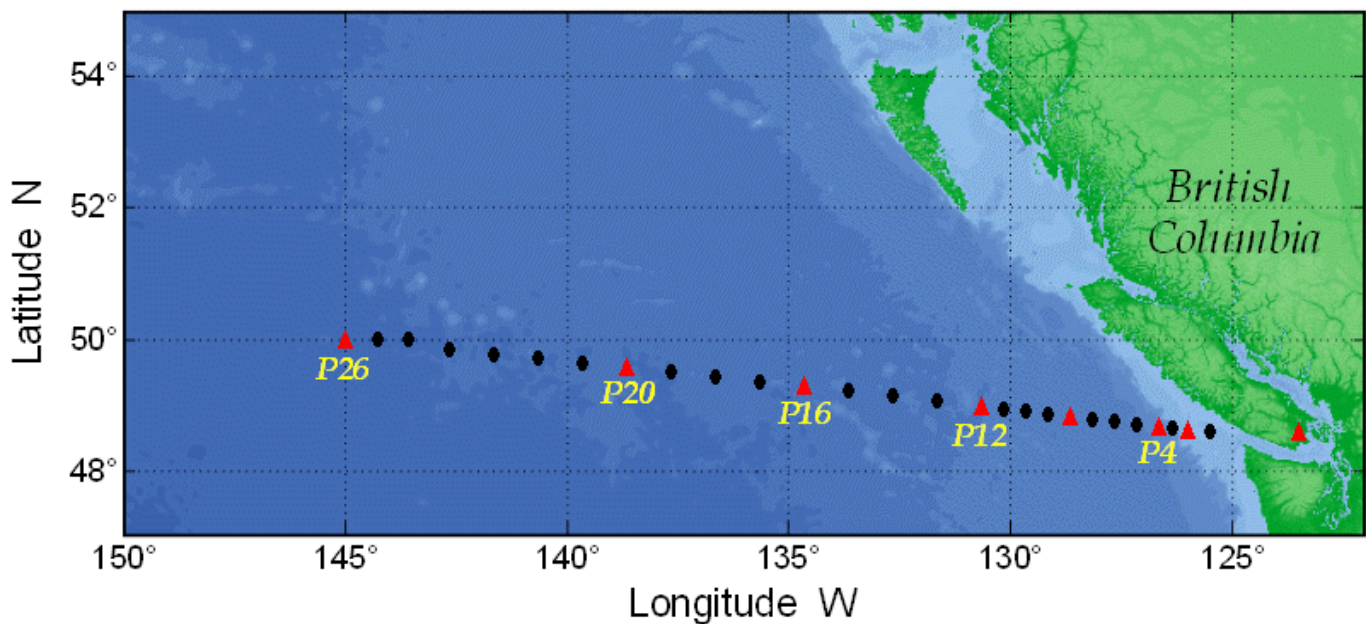 54°
52°
50°
48°
Latitude N
British
Columbia
P26
P20
P16
P12
P4
150°
145°
140°
135°
130°
125°
Longitude W